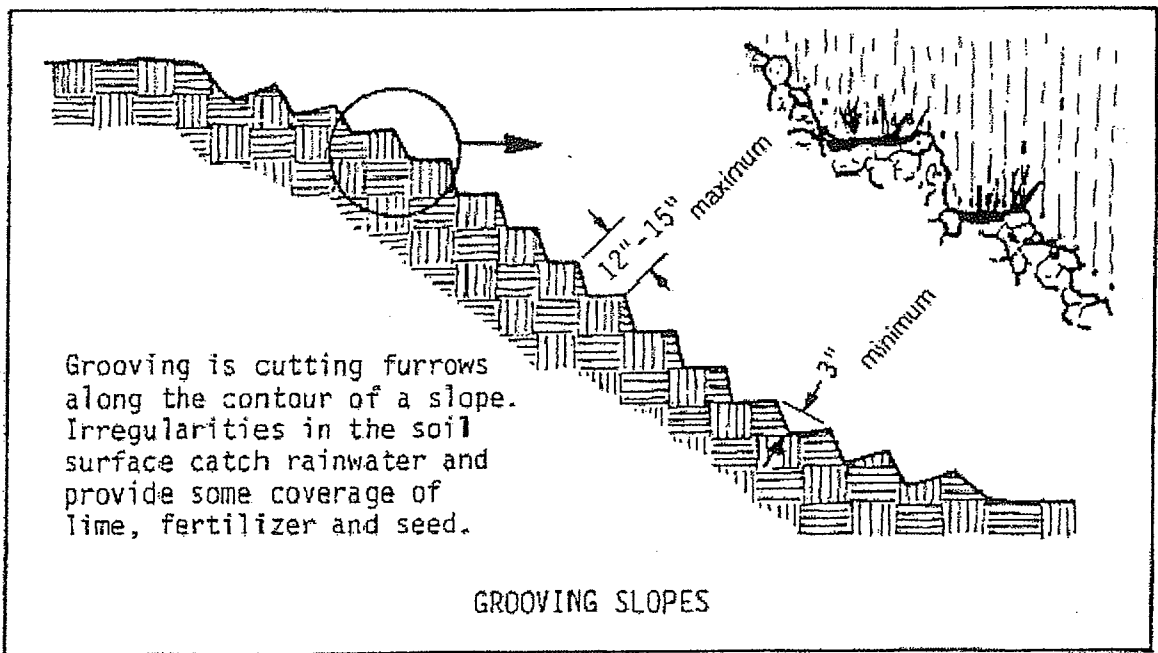 12"-15"
maximum
3"
minimum
Grooving is cutting furrows
along the contour of a slope.
Irregularities in the soil
surface catch rainwater and
provide some coverage of
lime, fertilizer and seed.
GROOVING SLOPES